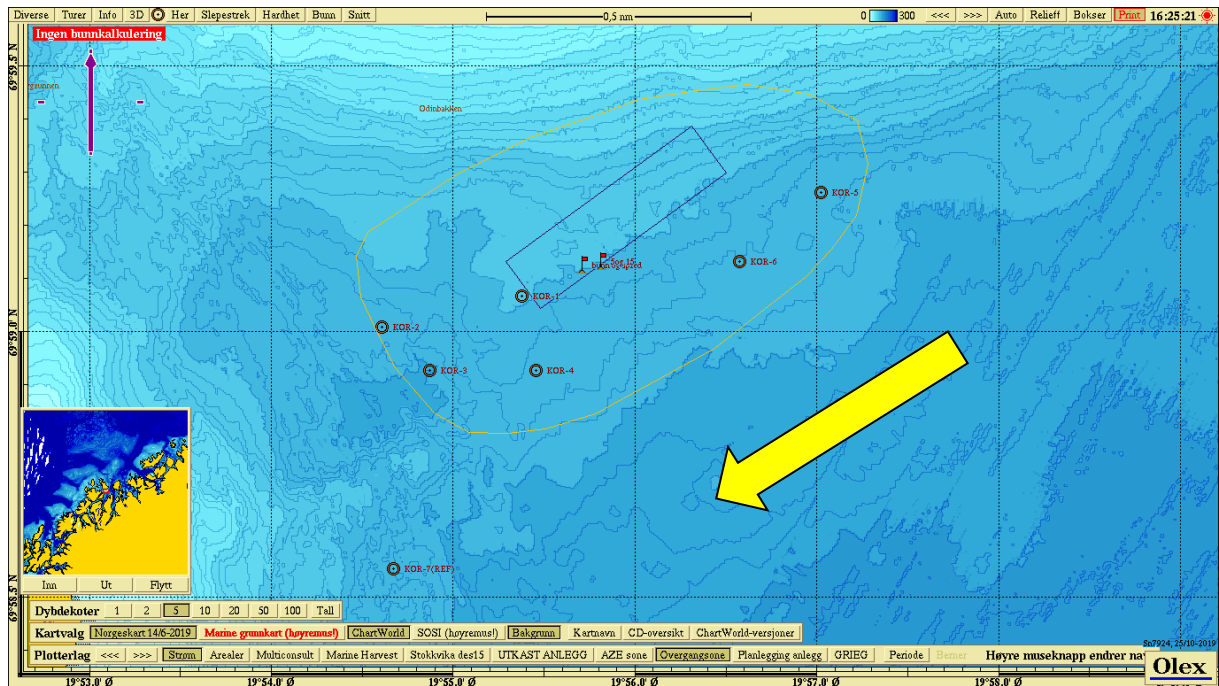 Diverse Turer Info 3D Her Slepestrek Hardhet Bunn Snitt 0,5 nm 0 300 <<< >>> Auto Relieff Bokser Print 16:25:21
Ingen bunnkalkulering
69°59,5 N
Odinbakken
KOR-5
KOR-6
KOR-1
KOR-2
69°59,0 N
KOR-3
KOR-4
KOR-7(REF)
69°58,5 N
Inn Ut Flytt
Dybdekoter 1 2 5 10 20 50 100 Tall
Kartvalg Norgeskart 14/6-2019 Marine grunnkart (høyremus!) ChartWorld SOSI (høyremus!) Bakgrunn Kartnavn CD-oversikt ChartWorld-versjoner
Sn7924, 25/10-2019
Plotterlag <<< >>> Strøm Arealer Multiconsult Marine Harvest Stokkvika des15 UTKAST ANLEGG AZE sone Overgangsone Planlegging anlegg GRIEG Periode Bemer Høyre museknapp endrer nav
Olex
19°53,0' Ø 19°54,0' Ø 19°55,0' Ø 19°56,0' Ø 19°57,0' Ø 19°58,0' Ø